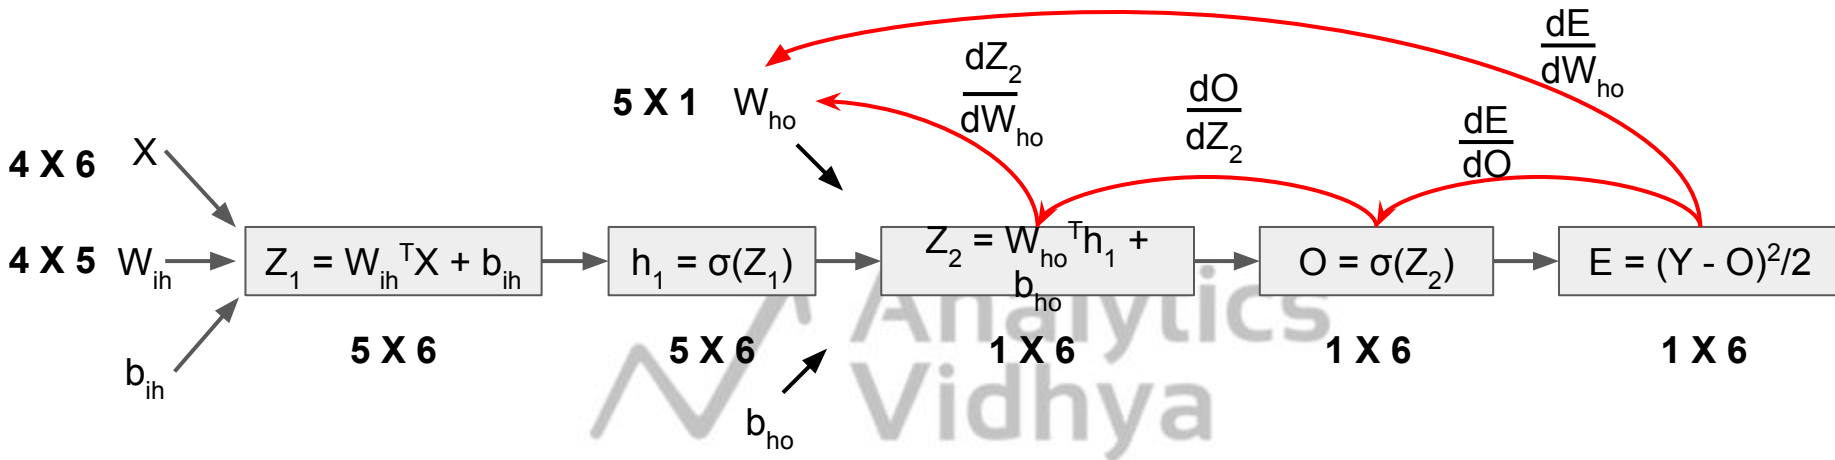 dE
dW_ho
dZ_2
dW_ho
dO
dZ_2
dE
dO
5 X 1 W_ho
4 X 6 X
4 X 5 W_ih
b_ih
Z_1 = W_ih^T X + b_ih
h_1 = σ(Z_1)
Z_2 = W_ho^T h_1 +
b_ho
O = σ(Z_2)
E = (Y - O)^2/2
5 X 6
5 X 6
1 X 6
1 X 6
1 X 6
b_ho
Analytics
Vidhya